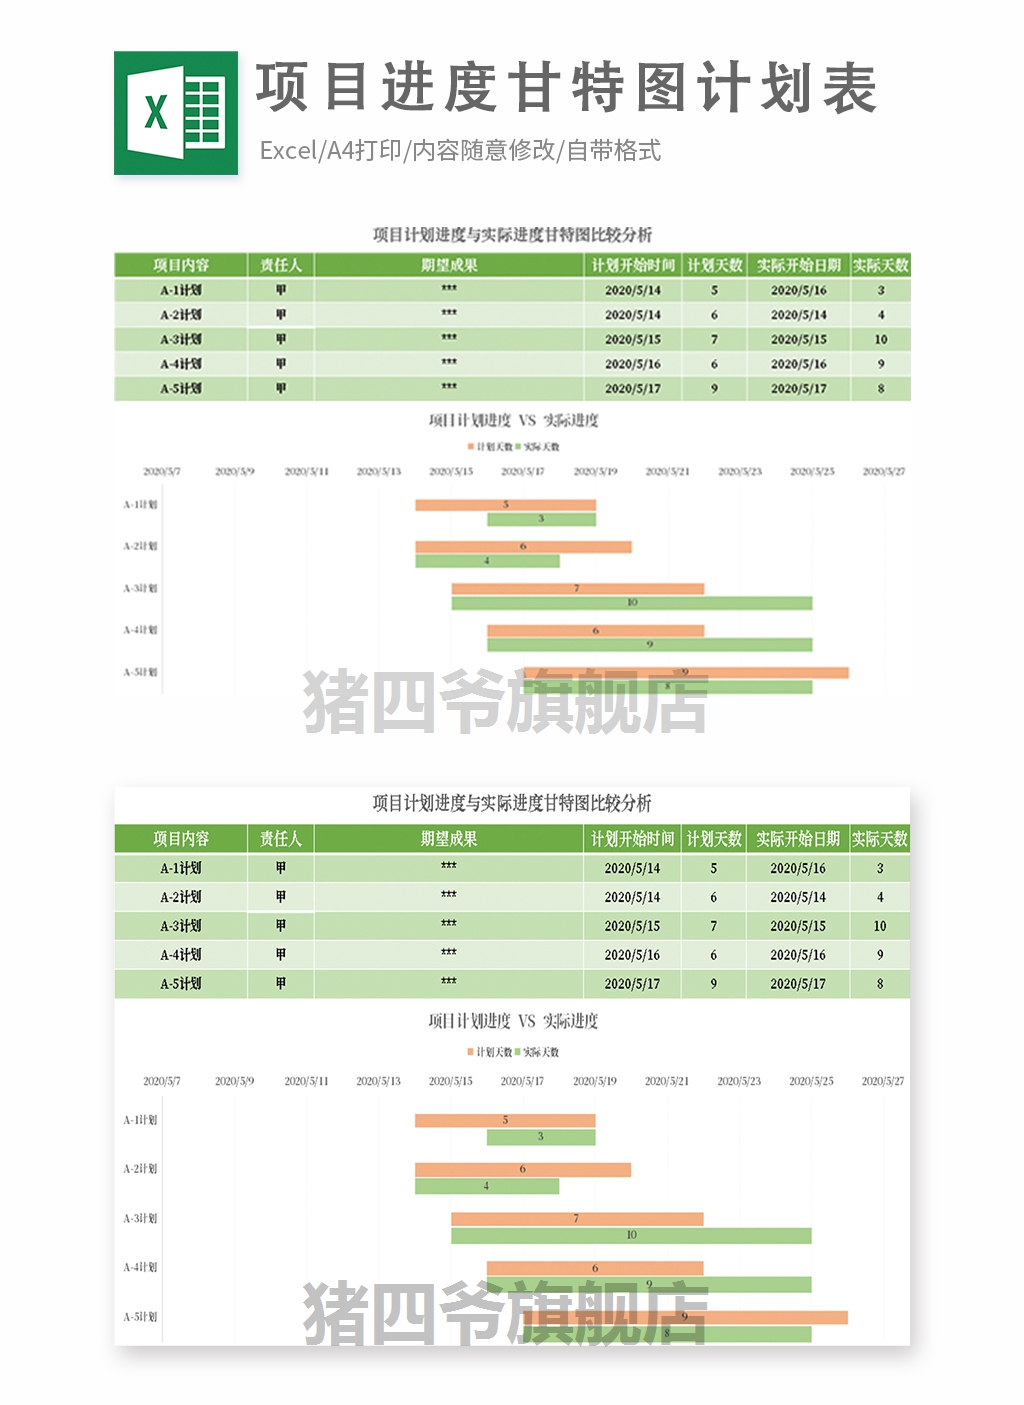 X
项目进度甘特图计划表
Excel/A4打印/内容随意修改/自带格式
项目计划进度与实际进度甘特图比较分析
项目内容 责任人 期望成果 计划开始时间 计划天数 实际开始日期 实际天数
A-1计划 甲 *** 2020/5/14 5 2020/5/16 3
A-2计划 甲 *** 2020/5/14 6 2020/5/14 4
A-3计划 甲 *** 2020/5/15 7 2020/5/15 10
A-4计划 甲 *** 2020/5/16 6 2020/5/16 9
A-5计划 甲 *** 2020/5/17 9 2020/5/17 8
项目计划进度 VS 实际进度
计划天数 实际天数
2020/5/7 2020/5/9 2020/5/11 2020/5/13 2020/5/15 2020/5/17 2020/5/19 2020/5/21 2020/5/23 2020/5/25 2020/5/27
A-1计划 5
3
A-2计划 6
4
A-3计划 7
10
A-4计划 6
9
A-5计划 9
8
猪四爷旗舰店
项目计划进度与实际进度甘特图比较分析
项目内容 责任人 期望成果 计划开始时间 计划天数 实际开始日期 实际天数
A-1计划 甲 *** 2020/5/14 5 2020/5/16 3
A-2计划 甲 *** 2020/5/14 6 2020/5/14 4
A-3计划 甲 *** 2020/5/15 7 2020/5/15 10
A-4计划 甲 *** 2020/5/16 6 2020/5/16 9
A-5计划 甲 *** 2020/5/17 9 2020/5/17 8
项目计划进度 VS 实际进度
计划天数 实际天数
2020/5/7 2020/5/9 2020/5/11 2020/5/13 2020/5/15 2020/5/17 2020/5/19 2020/5/21 2020/5/23 2020/5/25 2020/5/27
A-1计划 5
3
A-2计划 6
4
A-3计划 7
10
A-4计划 6
9
A-5计划 9
8
猪四爷旗舰店